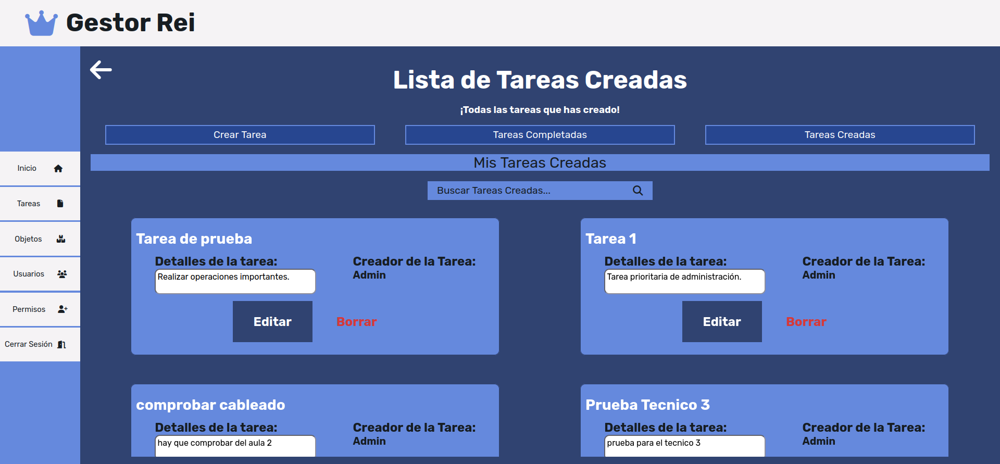 Gestor Rei
Lista de Tareas Creadas
¡Todas las tareas que has creado!
Crear Tarea
Tareas Completadas
Tareas Creadas
Mis Tareas Creadas
Buscar Tareas Creadas...
Inicio
Tareas
Objetos
Usuarios
Permisos
Cerrar Sesión
Tarea de prueba
Detalles de la tarea:
Realizar operaciones importantes.
Creador de la Tarea:
Admin
Editar
Borrar
Tarea 1
Detalles de la tarea:
Tarea prioritaria de administración.
Creador de la Tarea:
Admin
Editar
Borrar
comprobar cableado
Detalles de la tarea:
hay que comprobar del aula 2
Creador de la Tarea:
Admin
Prueba Tecnico 3
Detalles de la tarea:
prueba para el tecnico 3
Creador de la Tarea:
Admin